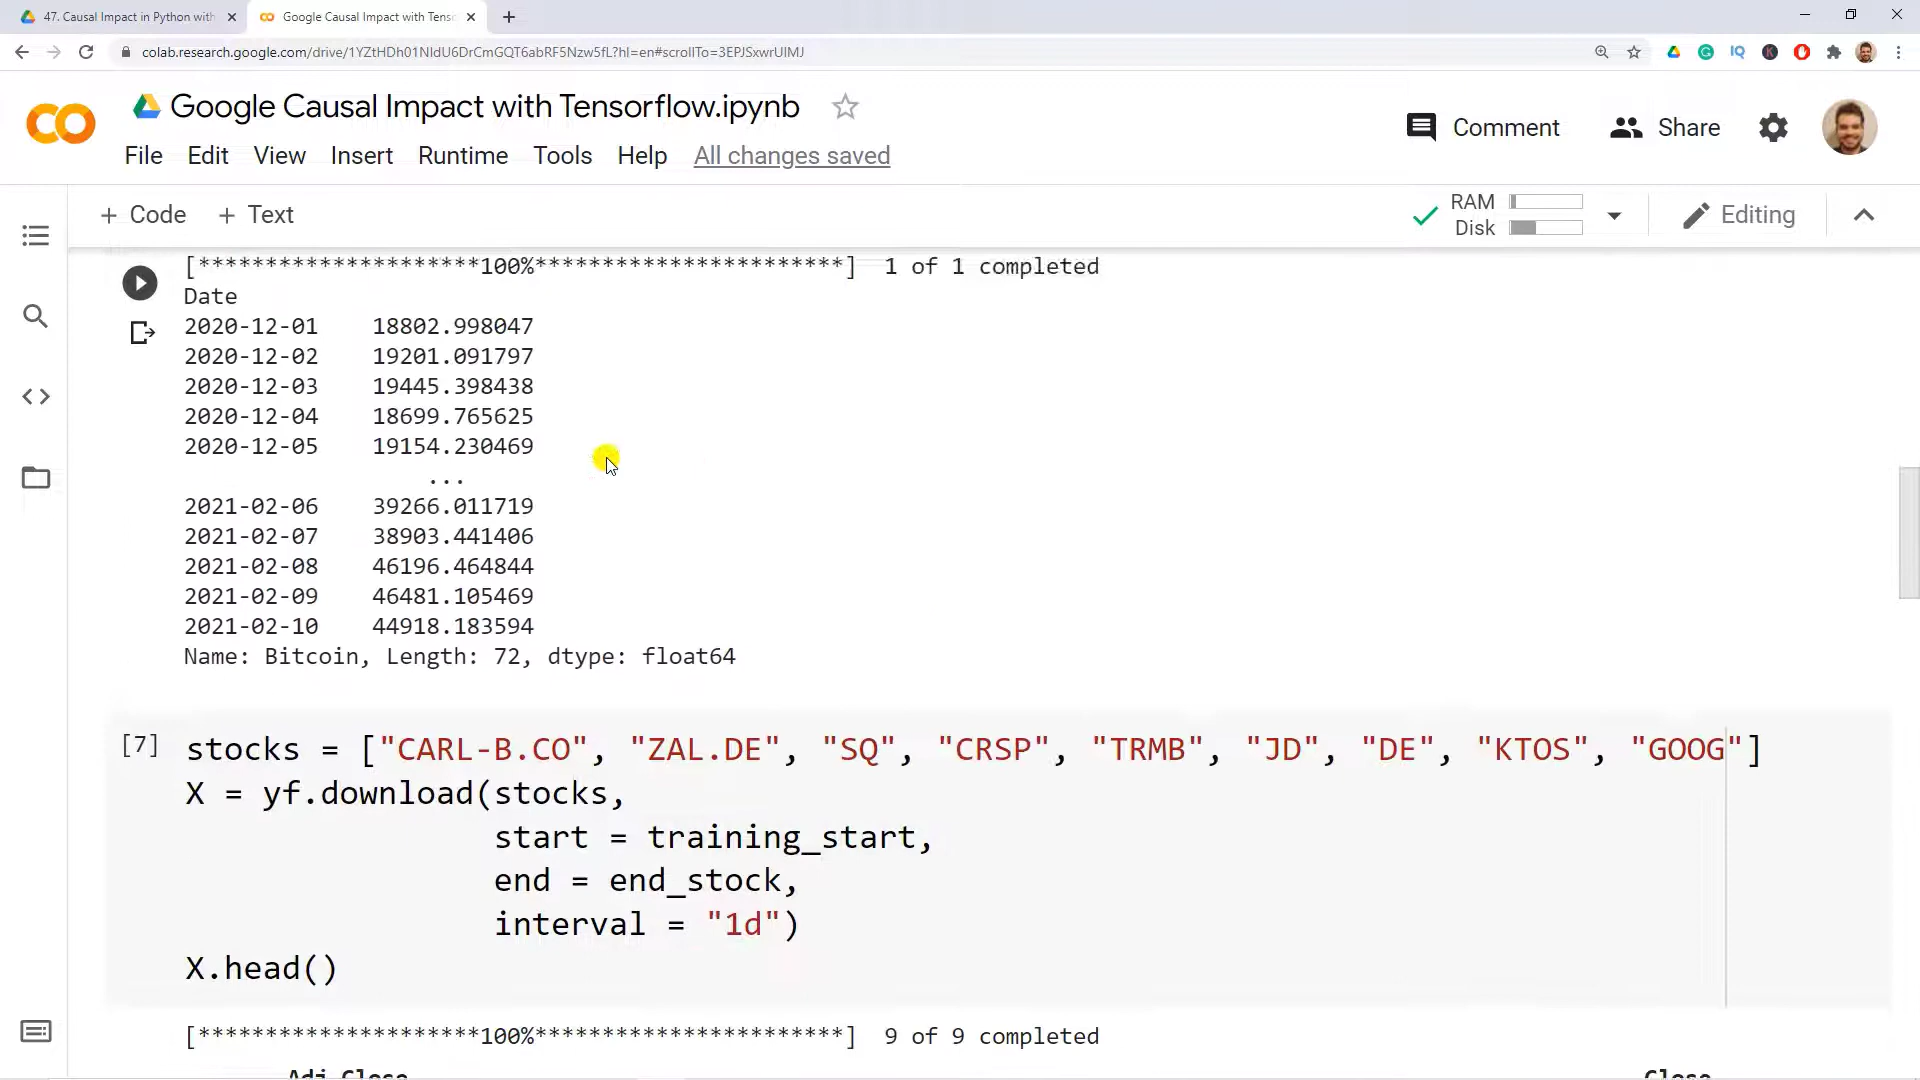 47. Causal Impact in Python with
Google Causal Impact with Tens
colab.research.google.com/drive/1YZtHDh01NIdU6DrCmGQT6abRF5Nzw5fL?hl=en#scrollTo=3EPJSxwrUlMJ
Google Causal Impact with Tensorflow.ipynb
Comment
Share
File Edit View Insert Runtime Tools Help All changes saved
+ Code + Text
RAM
Disk
Editing
[*********************100%***********************] 1 of 1 completed
Date
2020-12-01 18802.998047
2020-12-02 19201.091797
2020-12-03 19445.398438
2020-12-04 18699.765625
2020-12-05 19154.230469
...
2021-02-06 39266.011719
2021-02-07 38903.441406
2021-02-08 46196.464844
2021-02-09 46481.105469
2021-02-10 44918.183594
Name: Bitcoin, Length: 72, dtype: float64
[7] stocks = ["CARL-B.CO", "ZAL.DE", "SQ", "CRSP", "TRMB", "JD", "DE", "KTOS", "GOOG"]
X = yf.download(stocks,
start = training_start,
end = end_stock,
interval = "1d")
X.head()
[*********************100%***********************] 9 of 9 completed
Adj Close Close